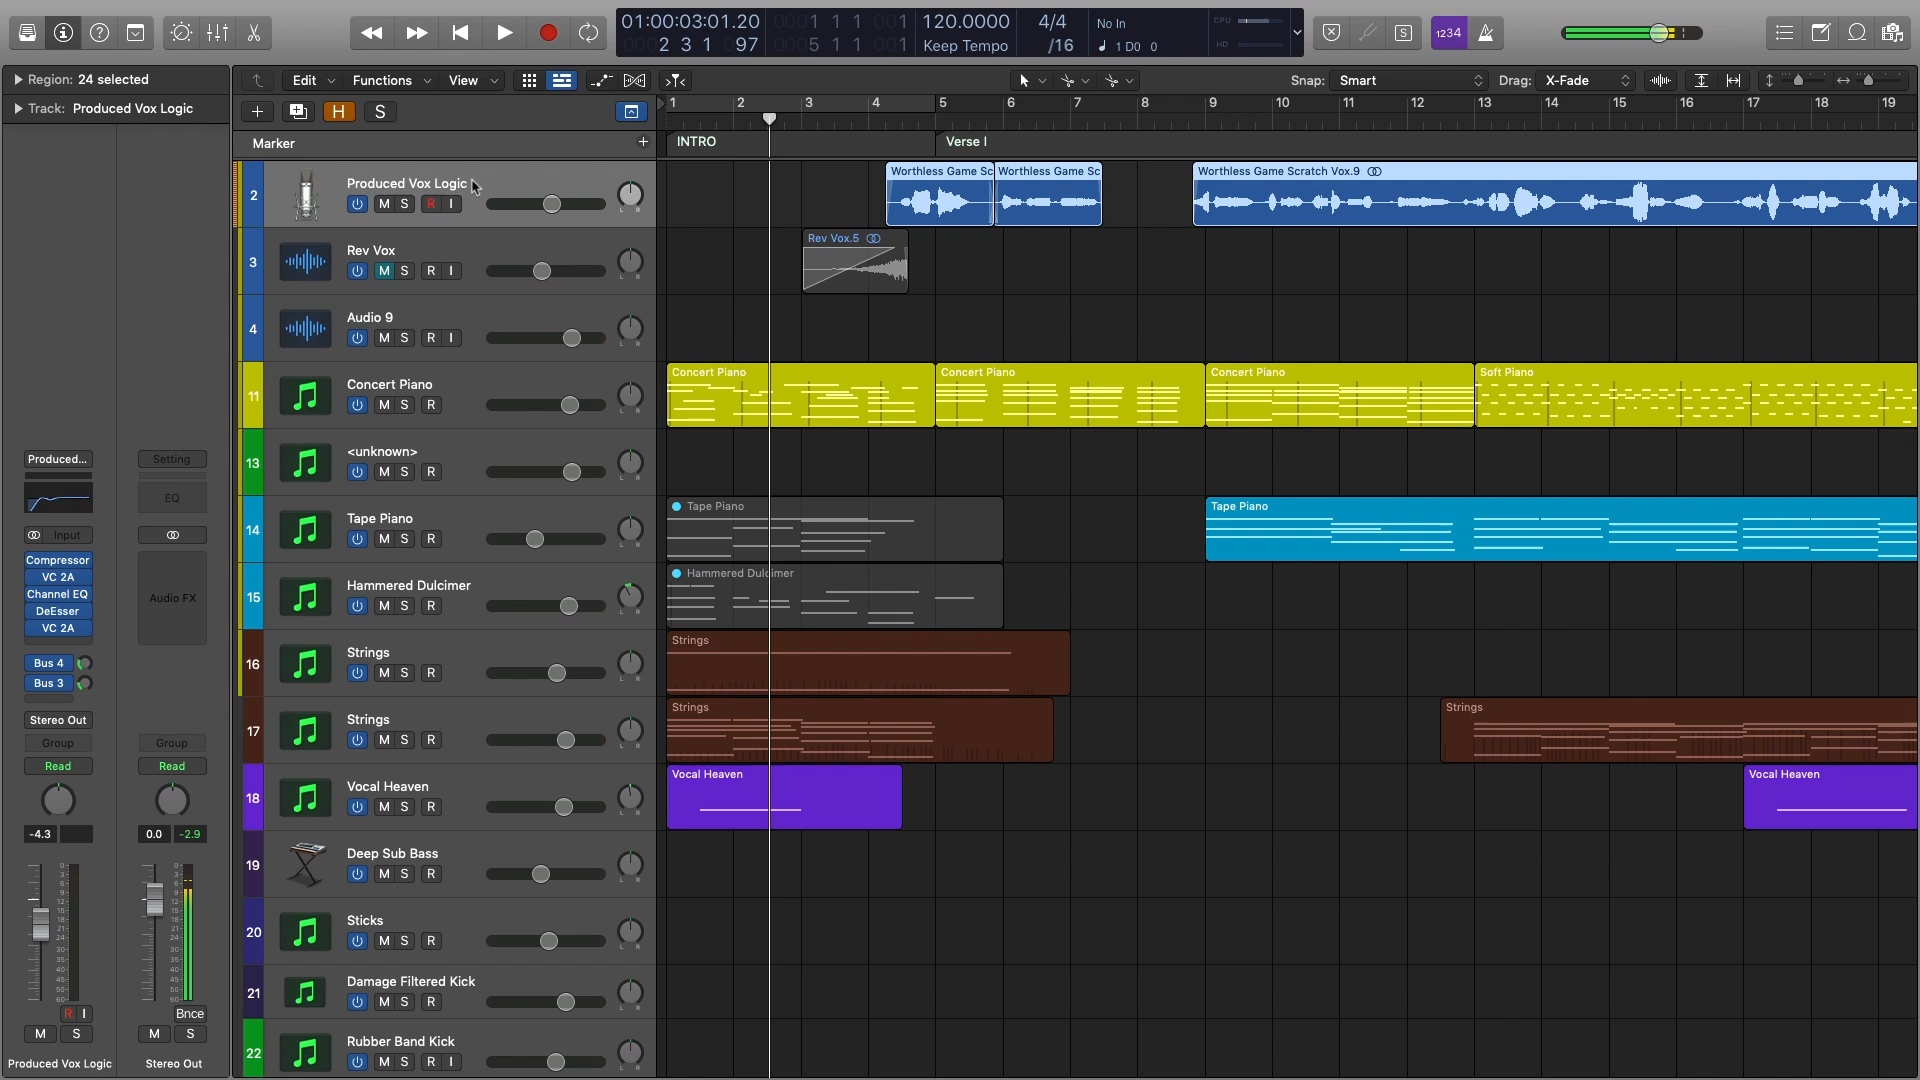 01:00:03:01.20
2 3 1 097
0001 1 1 001
0005 1 1 001
120.0000
Keep Tempo
4/4
/16
No In
1 D0 0
CPU
HD
1234
Region: 24 selected
Track: Produced Vox Logic
Edit
Functions
View
Snap: Smart
Drag: X-Fade
H
S
1 2 3 4 5 6 7 8 9 10 11 12 13 14 15 16 17 18 19
Marker
INTRO
Verse I
2
Produced Vox Logic
M S R I
Worthless Game Sc
Worthless Game Sc
Worthless Game Scratch Vox.9
3
Rev Vox
M S R I
Rev Vox.5
4
Audio 9
M S R I
11
Concert Piano
M S R
Concert Piano
Concert Piano
Concert Piano
Soft Piano
13
<unknown>
M S R
14
Tape Piano
M S R
Tape Piano
Tape Piano
15
Hammered Dulcimer
M S R
Hammered Dulcimer
16
Strings
M S R
Strings
17
Strings
M S R
Strings
Strings
18
Vocal Heaven
M S R
Vocal Heaven
Vocal Heaven
19
Deep Sub Bass
M S R
20
Sticks
M S R
21
Damage Filtered Kick
M S R
22
Rubber Band Kick
M S R I
Produced...
Input
Compressor
VC 2A
Channel EQ
DeEsser
VC 2A
Bus 4
Bus 3
Stereo Out
Group
Read
-4.3
R I
M S
Produced Vox Logic
Setting
EQ
Audio FX
Group
Read
0.0 -2.9
Bnce
M S
Stereo Out